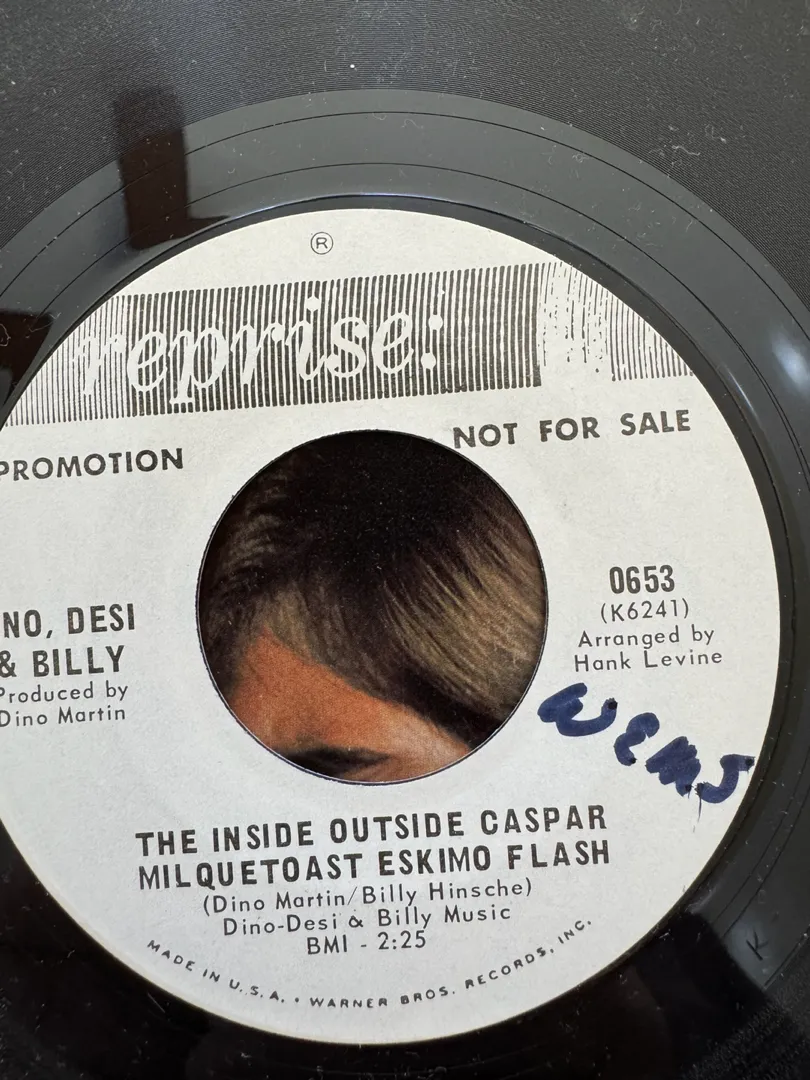 ®
reprise:
PROMOTION
NOT FOR SALE
NO, DESI
& BILLY
Produced by
Dino Martin
0653
(K6241)
Arranged by
Hank Levine
THE INSIDE OUTSIDE CASPAR
MILQUETOAST ESKIMO FLASH
(Dino Martin/Billy Hinsche)
Dino-Desi & Billy Music
BMI - 2:25
MADE IN U.S.A. • WARNER BROS. RECORDS, INC.
K